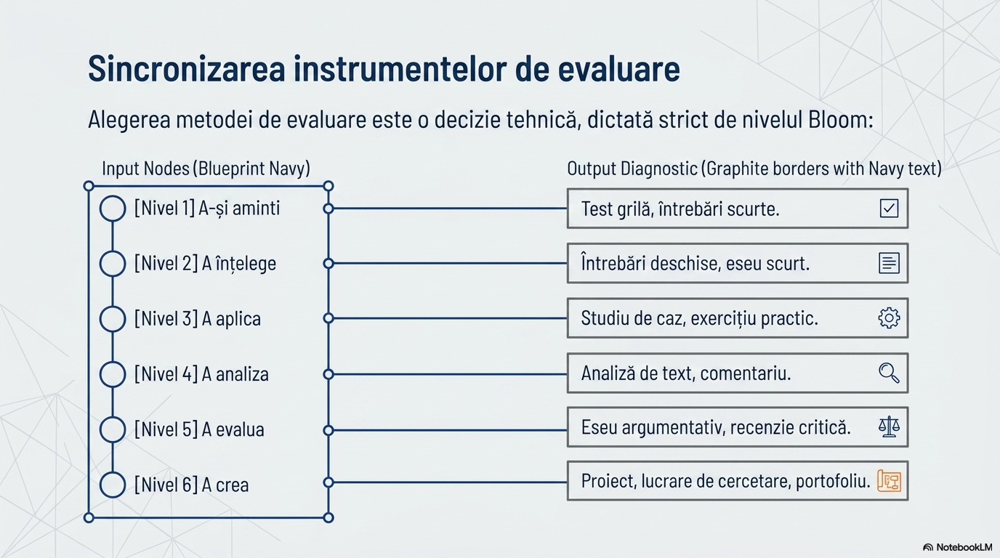 Sincronizarea instrumentelor de evaluare
Alegerea metodei de evaluare este o decizie tehnică, dictată strict de nivelul Bloom:
Input Nodes (Blueprint Navy)
[Nivel 1] A-și aminti
[Nivel 2] A înțelege
[Nivel 3] A aplica
[Nivel 4] A analiza
[Nivel 5] A evalua
[Nivel 6] A crea
Output Diagnostic (Graphite borders with Navy text)
Test grilă, întrebări scurte.
Întrebări deschise, eseu scurt.
Studiu de caz, exercițiu practic.
Analiză de text, comentariu.
Eseu argumentativ, recenzie critică.
Proiect, lucrare de cercetare, portofoliu.
NotebookLM